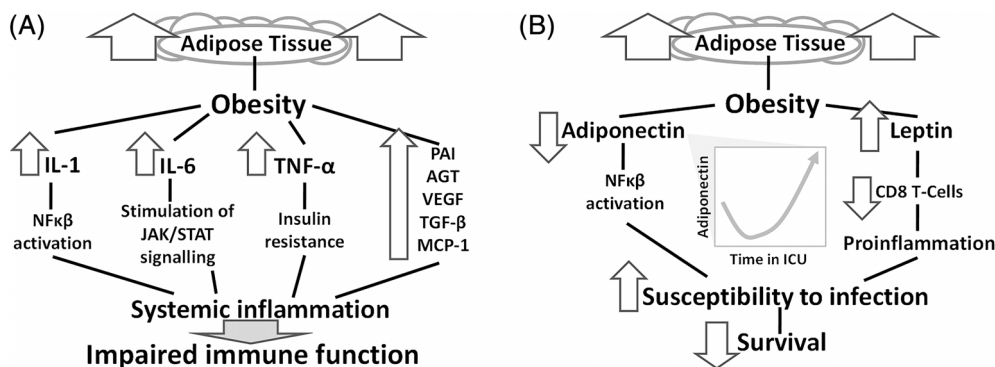 (A)
Adipose Tissue
Obesity
IL-1
IL-6
TNF-α
PAI
AGT
VEGF
TGF-β
MCP-1
NFκβ
activation
Stimulation of
JAK/STAT
signalling
Insulin
resistance
Systemic inflammation
Impaired immune function
(B)
Adipose Tissue
Obesity
Adiponectin
Leptin
NFκβ
activation
Adiponectin
Time in ICU
CD8 T-Cells
Proinflammation
Susceptibility to infection
Survival